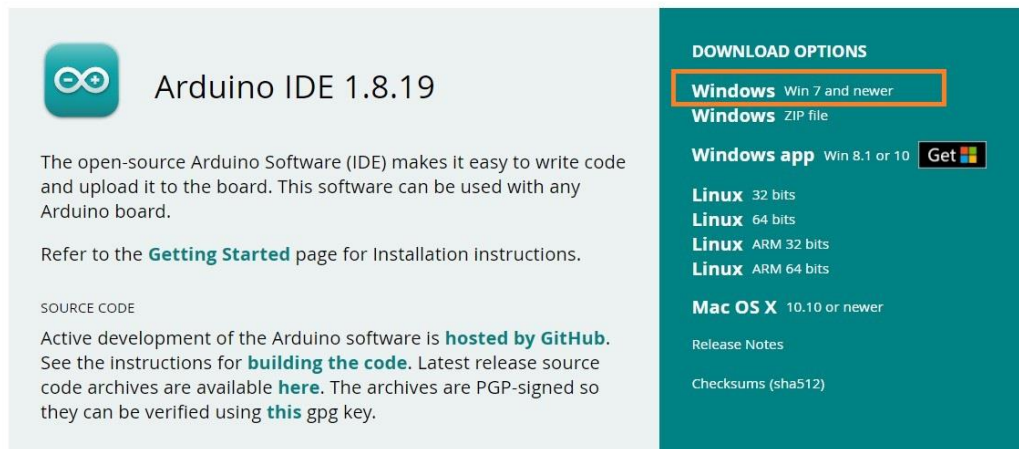 Arduino IDE 1.8.19
The open-source Arduino Software (IDE) makes it easy to write code
and upload it to the board. This software can be used with any
Arduino board.
Refer to the Getting Started page for Installation instructions.
SOURCE CODE
Active development of the Arduino software is hosted by GitHub.
See the instructions for building the code. Latest release source
code archives are available here. The archives are PGP-signed so
they can be verified using this gpg key.
DOWNLOAD OPTIONS
Windows Win 7 and newer
Windows ZIP file
Windows app Win 8.1 or 10 Get
Linux 32 bits
Linux 64 bits
Linux ARM 32 bits
Linux ARM 64 bits
Mac OS X 10.10 or newer
Release Notes
Checksums (sha512)